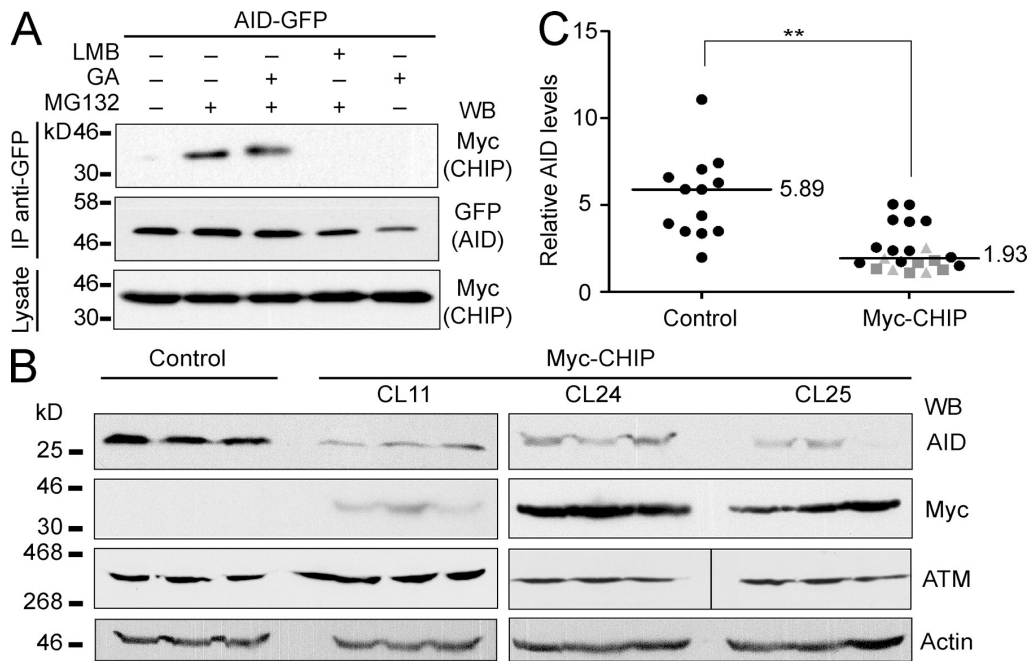 A
AID-GFP
LMB – – – + –
GA – – + – +
MG132 – + + + –
WB
IP anti-GFP
kD
46
30
Myc
(CHIP)
58
46
GFP
(AID)
Lysate
46
30
Myc
(CHIP)
C
Relative AID levels
15
10
5
0
**
5.89
1.93
Control
Myc-CHIP
B
Control
Myc-CHIP
CL11
CL24
CL25
WB
kD
25
AID
46
30
Myc
468
268
ATM
46
Actin